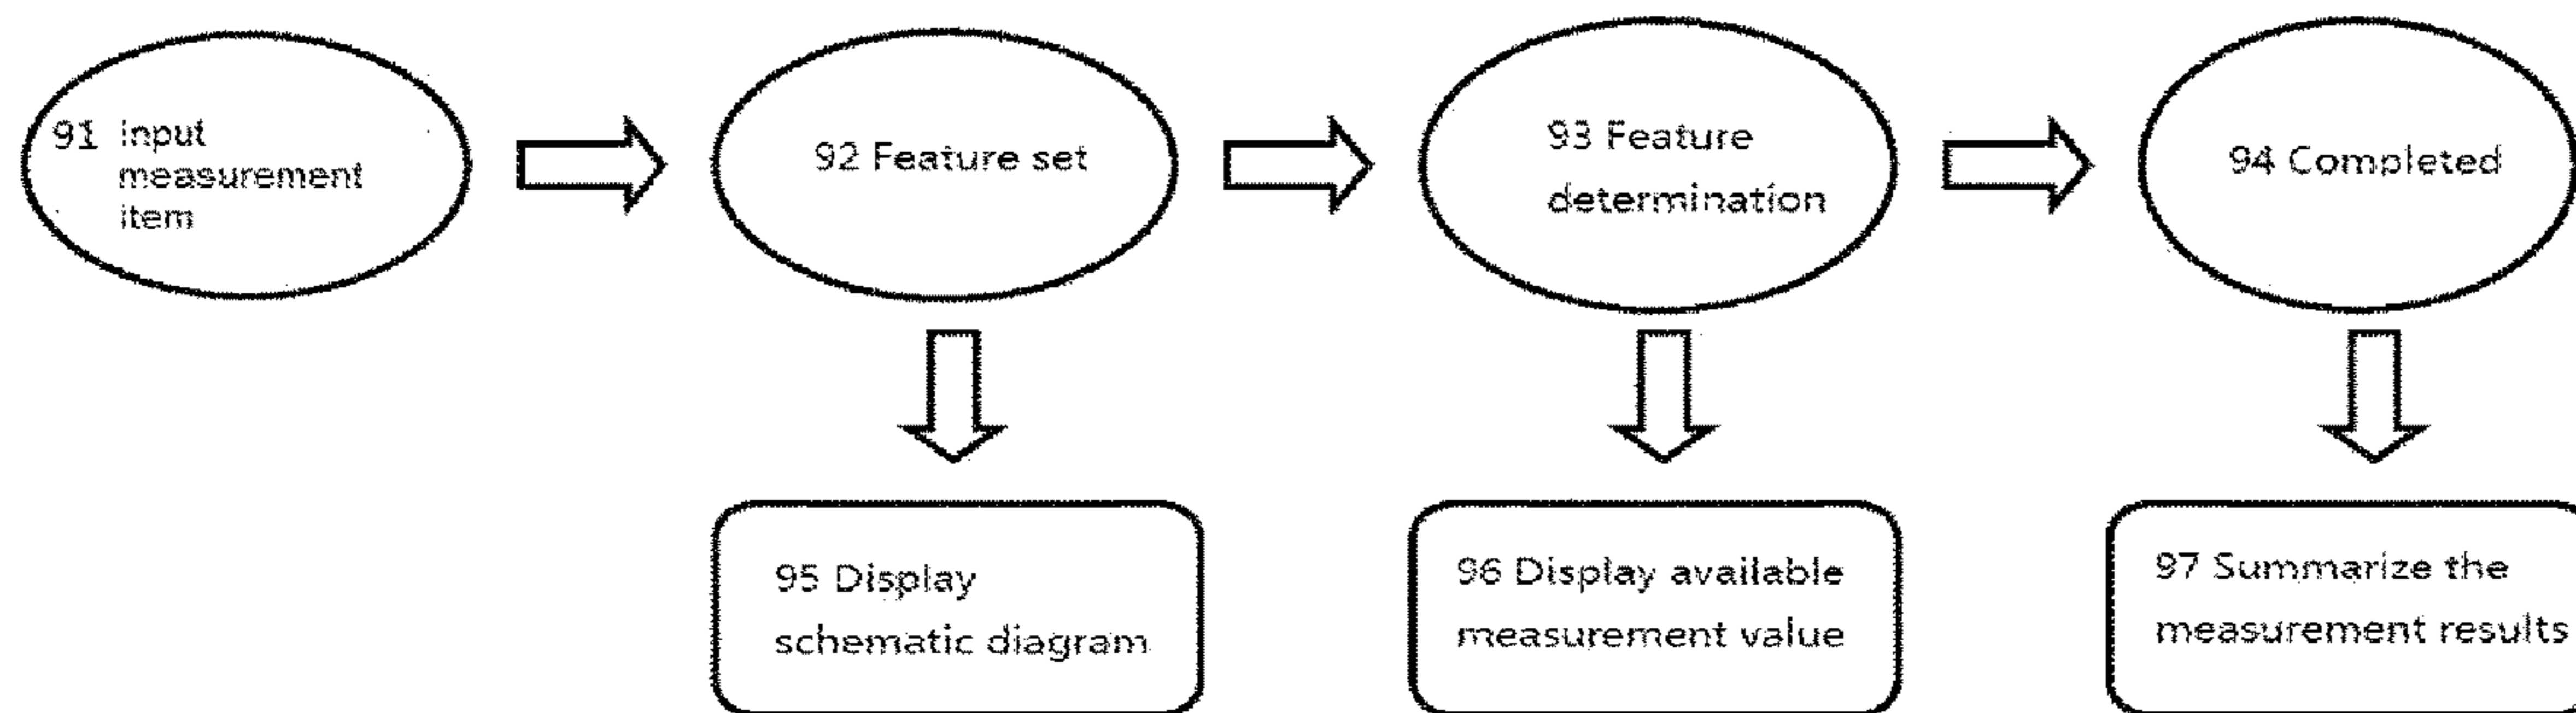 91 Input
measurement
item
92 Feature set
93 Feature
determination
94 Completed
95 Display
schematic diagram
96 Display available
measurement value
97 Summarize the
measurement results